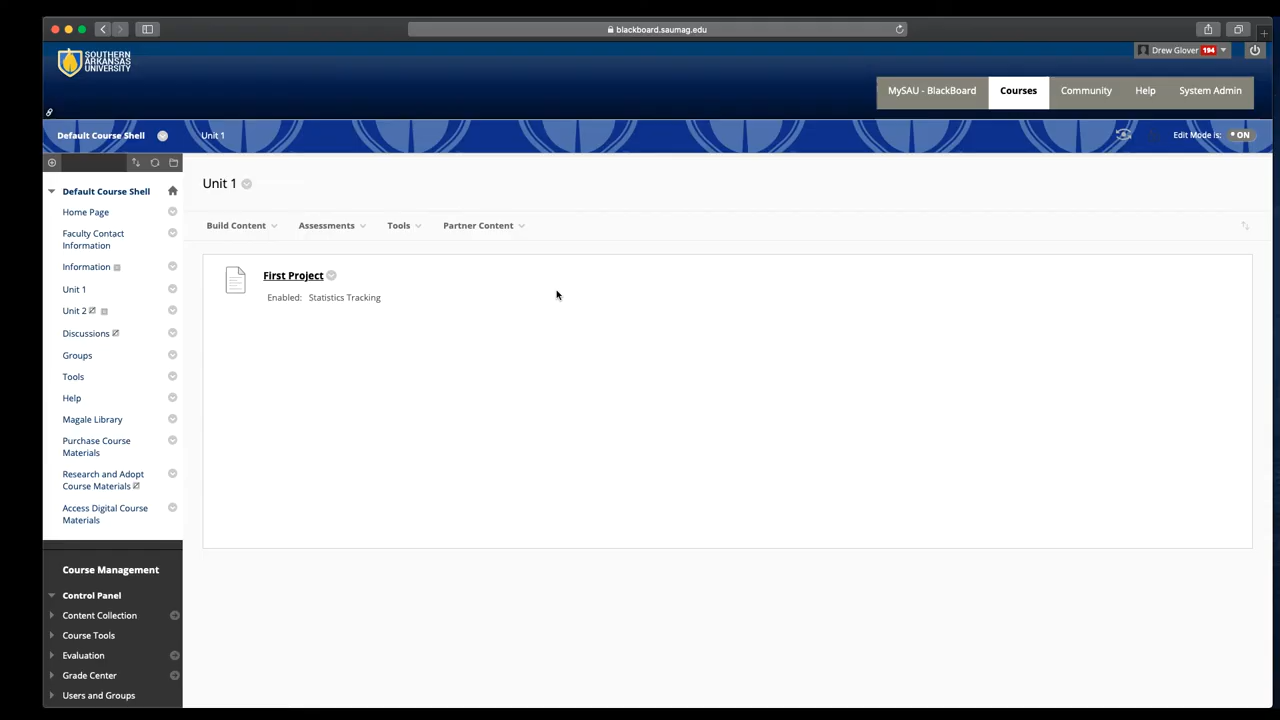 blackboard.saumag.edu
SOUTHERN
ARKANSAS
UNIVERSITY
Drew Glover 194
MySAU - BlackBoard Courses Community Help System Admin
Default Course Shell Unit 1 Edit Mode is: ON
Default Course Shell
Home Page
Faculty Contact
Information
Information
Unit 1
Unit 2
Discussions
Groups
Tools
Help
Magale Library
Purchase Course
Materials
Research and Adopt
Course Materials
Access Digital Course
Materials
Course Management
Control Panel
Content Collection
Course Tools
Evaluation
Grade Center
Users and Groups
Unit 1
Build Content Assessments Tools Partner Content
First Project
Enabled: Statistics Tracking